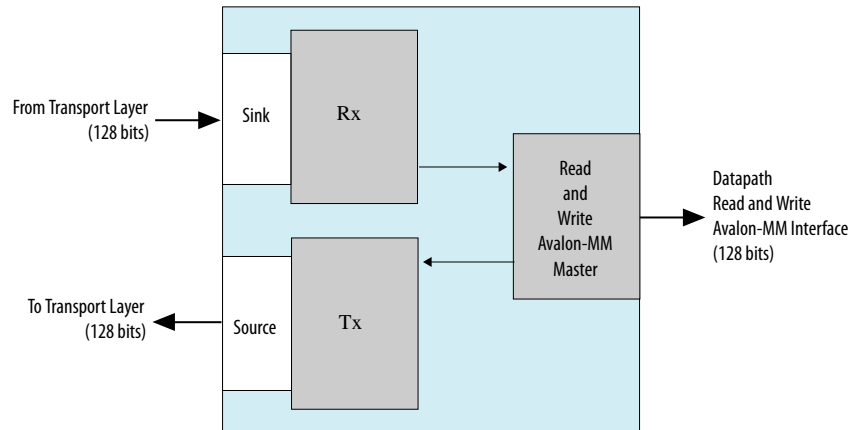 From Transport Layer
(128 bits)
Sink
Rx
Read
and
Write
Avalon-MM
Master
Datapath
Read and Write
Avalon-MM Interface
(128 bits)
To Transport Layer
(128 bits)
Source
Tx